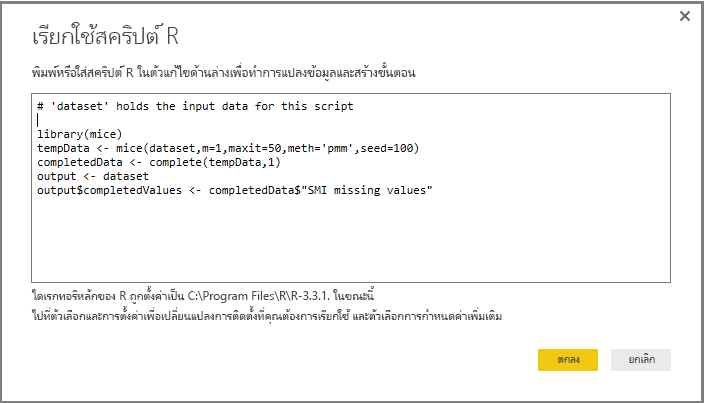 เรียกใช้สคริปต์ R
พิมพ์หรือใส่สคริปต์ R ในตัวแก้ไขด้านล่างเพื่อทำการแปลงข้อมูลและสร้างขั้นตอน
# 'dataset' holds the input data for this script
library(mice)
tempData <- mice(dataset,m=1,maxit=50,meth='pmm',seed=100)
completedData <- complete(tempData,1)
output <- dataset
output$completedValues <- completedData$"SMI missing values"
ไดเรกทอรีหลักของ R ถูกตั้งค่าเป็น C:\Program Files\R\R-3.3.1. ในขณะนี้
ไปที่ตัวเลือกและการตั้งค่าเพื่อเปลี่ยนแปลงการติดตั้งที่คุณต้องการเรียกใช้ และตัวเลือกการกำหนดค่าเพิ่มเติม
ตกลง
ยกเลิก